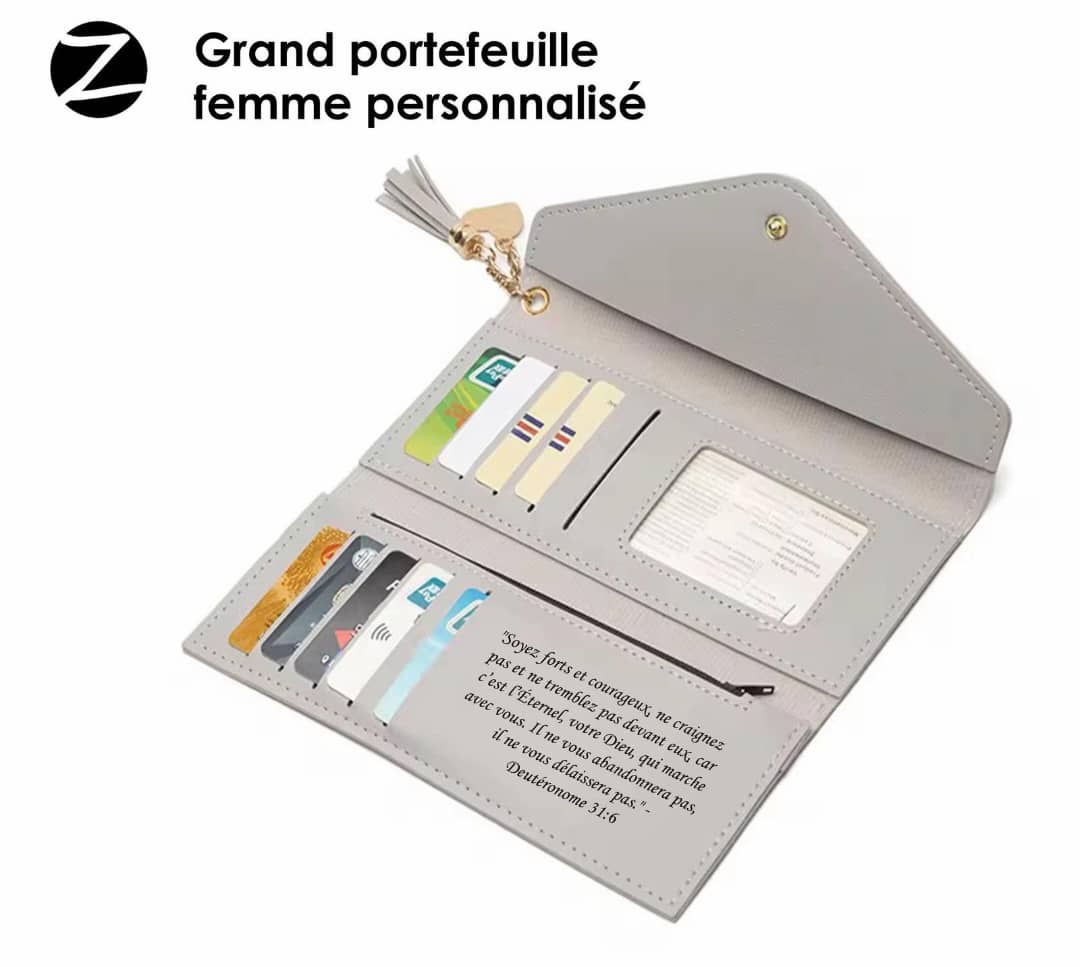 Z
Grand portefeuille
femme personnalisé
"Soyez forts et courageux, ne craignez
pas et ne tremblez pas devant eux, car
c'est l'Éternel, votre Dieu, qui marche
avec vous. Il ne vous abandonnera pas,
il ne vous délaissera pas." -
Deutéronome 31:6